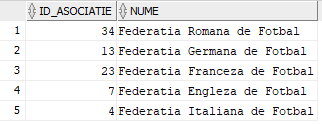 ID_ASOCIATIE NUME
1 34 Federatia Romana de Fotbal
2 13 Federatia Germana de Fotbal
3 23 Federatia Franceza de Fotbal
4 7 Federatia Engleza de Fotbal
5 4 Federatia Italiana de Fotbal